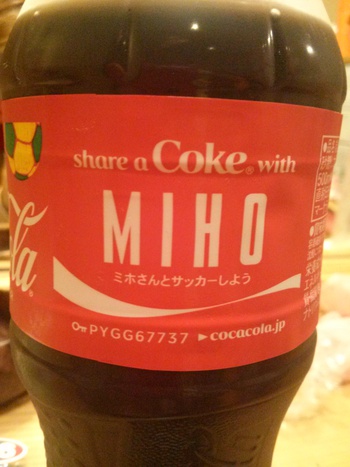 share a Coke® with
MIHO
ミホさんとサッカーしよう
PYGG67737 ►cocacola.jp
la®